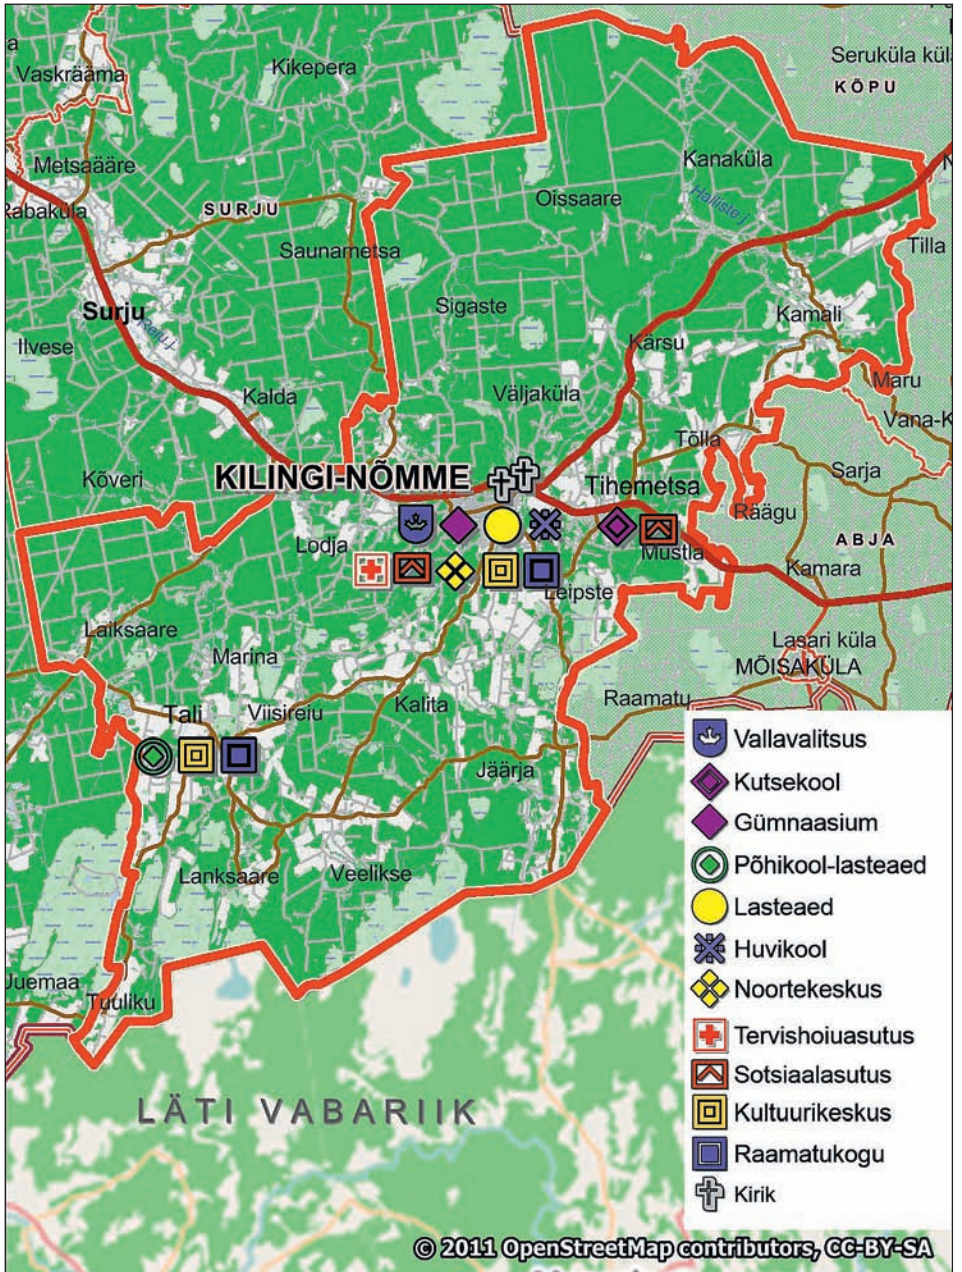 Vaskrääma
Kikepera
Seruküla
KÕPU
Metsaääre
Kanaküla
Rabaküla
SURJU
Oissaare
Halliste j
Saunametsa
Tilla
Surju
Reiu j
Sigaste
Kamali
Ilvese
Kärsu
Kalda
Väljaküla
Maru
Vana-K
Tõlla
Kõveri
KILINGI-NÕMME
Tihemetsa
Sarja
Räägu
Lodja
Mustla
ABJA
Kamara
Leipste
Laiksaare
Lasari küla
Marina
MÕISAKÜLA
Tali
Viisireiu
Kalita
Raamatu
Jäärja
Lanksaare
Veelikse
Juemaa
Tuuliku
LÄTI VABARIIK
Vallavalitsus
Kutsekool
Gümnaasium
Põhikool-lasteaed
Lasteaed
Huvikool
Noortekeskus
Tervishoiuasutus
Sotsiaalasutus
Kultuurikeskus
Raamatukogu
Kirik
© 2011 OpenStreetMap contributors, CC-BY-SA